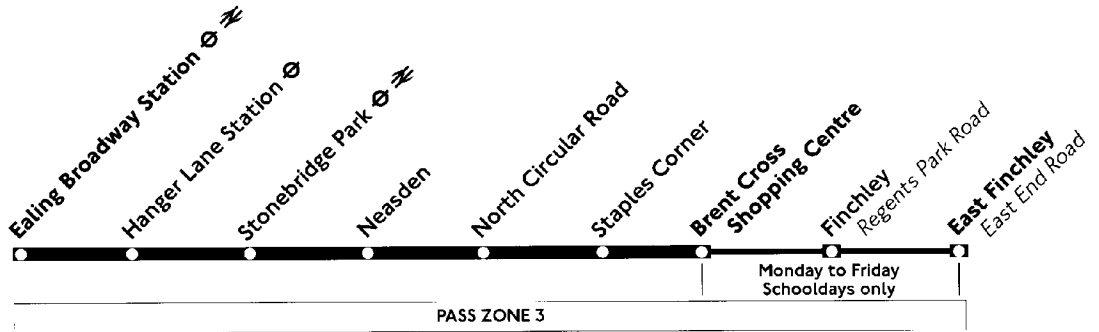 Ealing Broadway Station
Hanger Lane Station
Stonebridge Park
Neasden
North Circular Road
Staples Corner
Brent Cross
Shopping Centre
Finchley
Regents Park Road
East Finchley
East End Road
Monday to Friday
Schooldays only
PASS ZONE 3